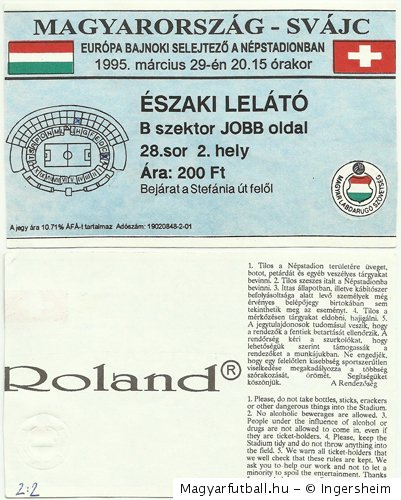 MAGYARORSZÁG - SVÁJC
EURÓPA BAJNOKI SELEJTEZŐ A NÉPSTADIONBAN
1995. március 29-én 20.15 órakor
ÉSZAKI LELÁTÓ
B szektor JOBB oldal
28.sor 2. hely
Ára: 200 Ft
Bejárat a Stefánia út felől
MAGYAR LABDARUGÓ SZÖVETSÉG
A jegy ára 10.71% ÁFÁ-t tartalmaz Adószám: 19020848-2-01
1. Tilos a Népstadion területére üveget,
botot, petárdát és egyéb veszélyes tárgyakat
bevinni. 2. Tilos szeszes italt a Népstadionba
bevinni. 3. Ittas állapotban, illetve kábítószer
befolyásoltsága alatt levő személyek még
érvényes belépőjegy birtokában sem
tekinthetik meg az eseményt. 4. Tilos a
mérkőzésen tárgyakat eldobni, hajigálni. 5.
A jegytulajdonosok tudomásul veszik, hogy
a rendezők a fentiek betartását ellenőrzik. A
rendőrség kéri a szurkolókat, hogy
lehetőségük szerint támogassák a
rendezőket a munkájukban. Ne engedjék,
hogy egy felelőtlen kisebbség sportszerűtlen
viselkedése megakadályozza a többség
szórakozását, örömét. Segítségüket
köszönjük. A Rendezőség
Roland®
1. Please, do not take bottles, sticks, crackers
or other dangerous things into the Stadium.
2. No alcoholic beverages are allowed. 3.
People under the influence of alcohol or
drugs are not allowed to come in, even if
they are ticket-holders. 4. Please, keep the
Stadium tidy and do not throw anything into
the field. 5. We warn all ticket-holders that
we well check that these rules are kept. We
ask you to help our work and not to let a
minority to spoil the entertainment. Thanks
2:2
Magyarfutball.hu - © Ingersheim